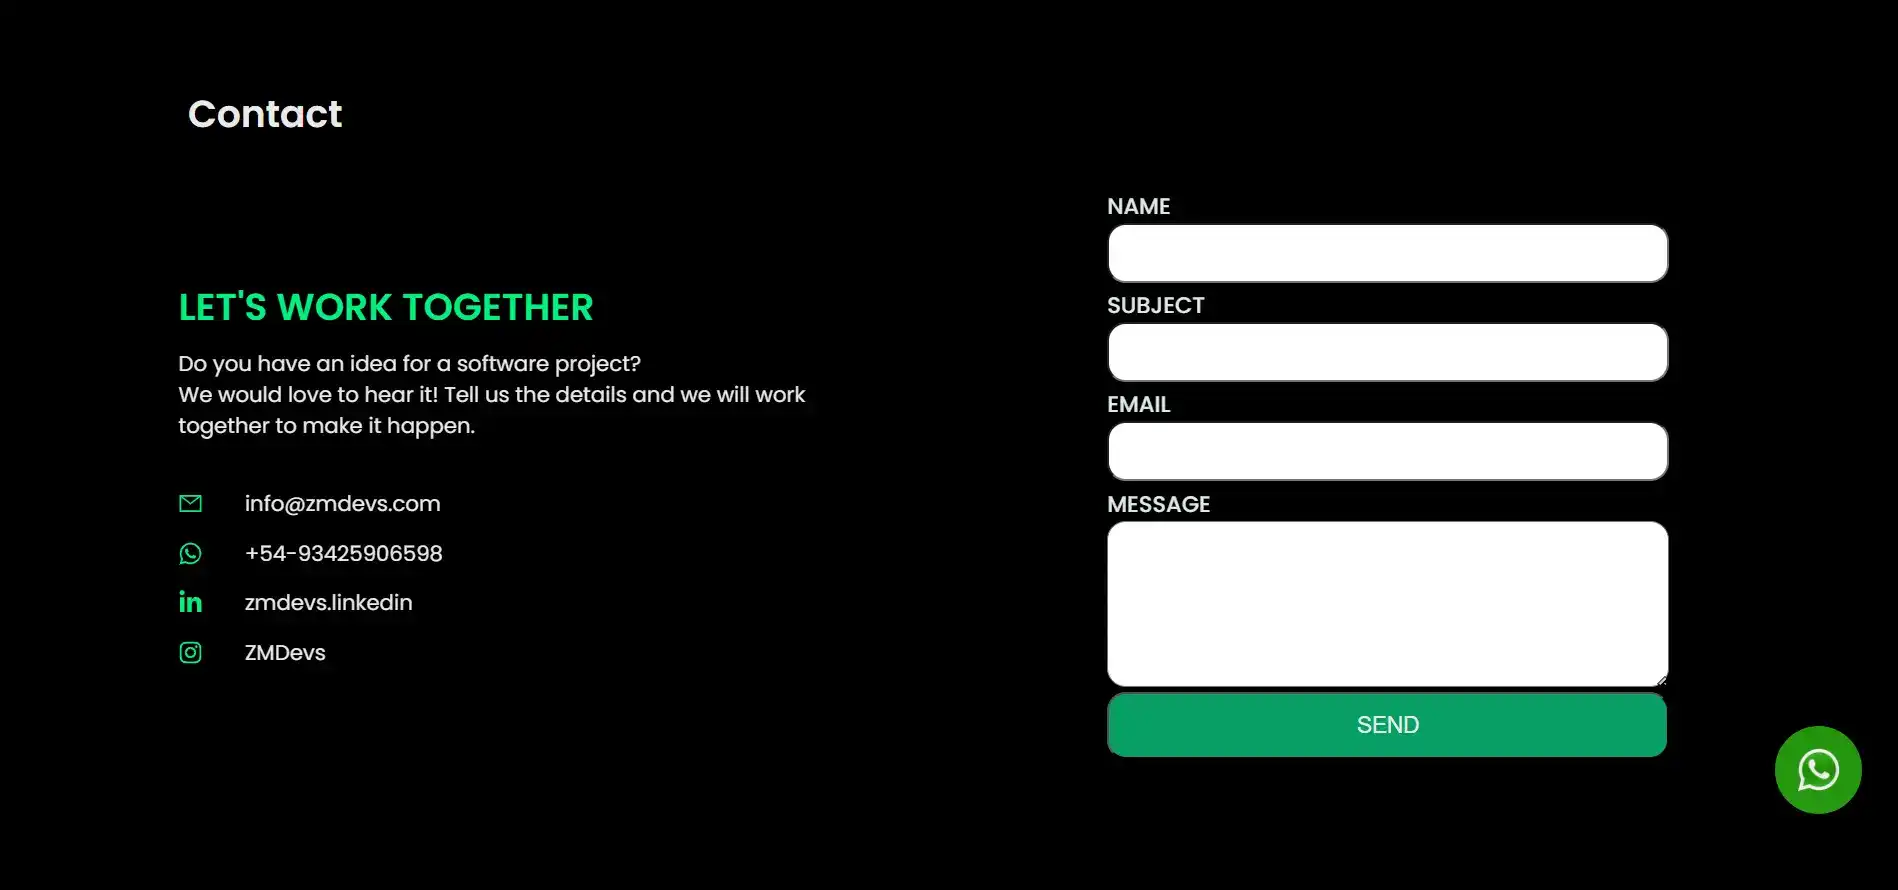 Contact
LET'S WORK TOGETHER
Do you have an idea for a software project?
We would love to hear it! Tell us the details and we will work
together to make it happen.
info@zmdevs.com
+54-93425906598
zmdevs.linkedin
ZMDevs
NAME
SUBJECT
EMAIL
MESSAGE
SEND